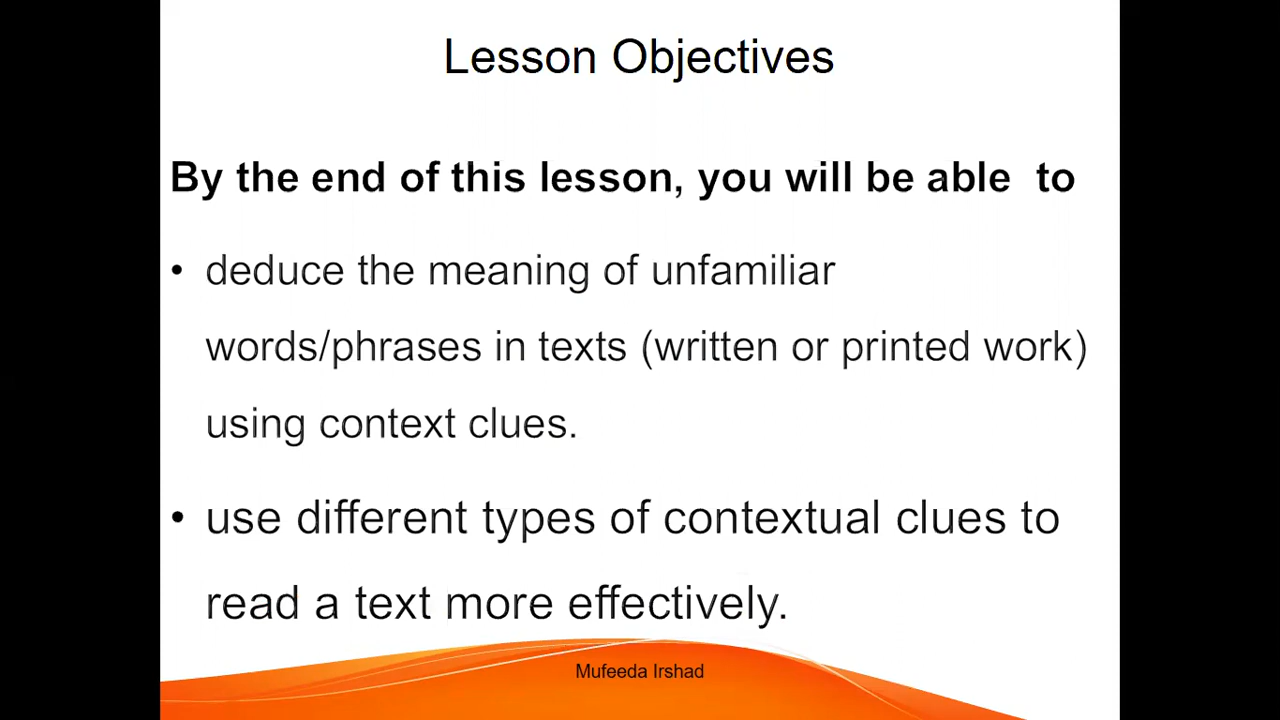 Lesson Objectives
By the end of this lesson, you will be able to
• deduce the meaning of unfamiliar
words/phrases in texts (written or printed work)
using context clues.
• use different types of contextual clues to
read a text more effectively.
Mufeeda Irshad